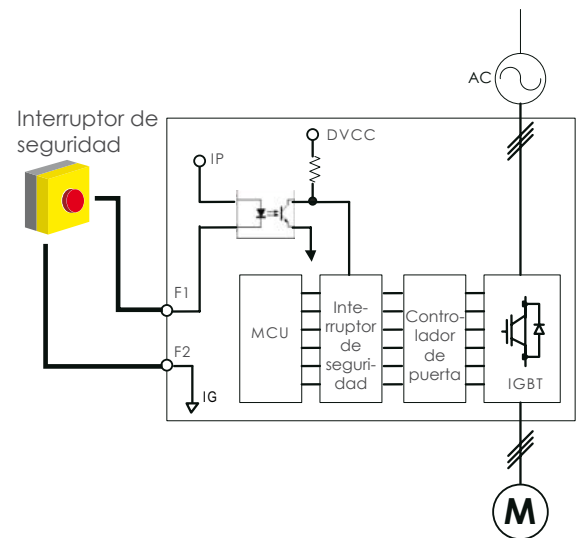 AC
Interruptor de
seguridad
DVCC
IP
F1
F2
IG
MCU
Inte-
rruptor
de
seguri-
dad
Contro-
lador
de
puerta
IGBT
M